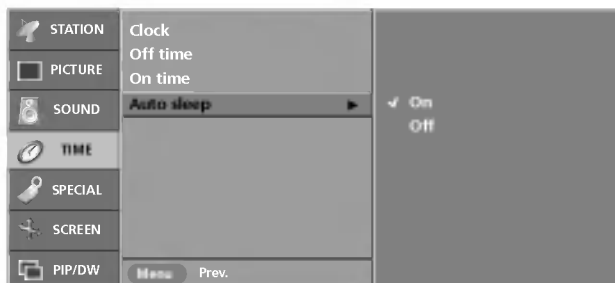 STATION
PICTURE
SOUND
TIME
SPECIAL
SCREEN
PIP/DW
Clock
Off time
On time
Auto sleep
Menu Prev.
On
Off